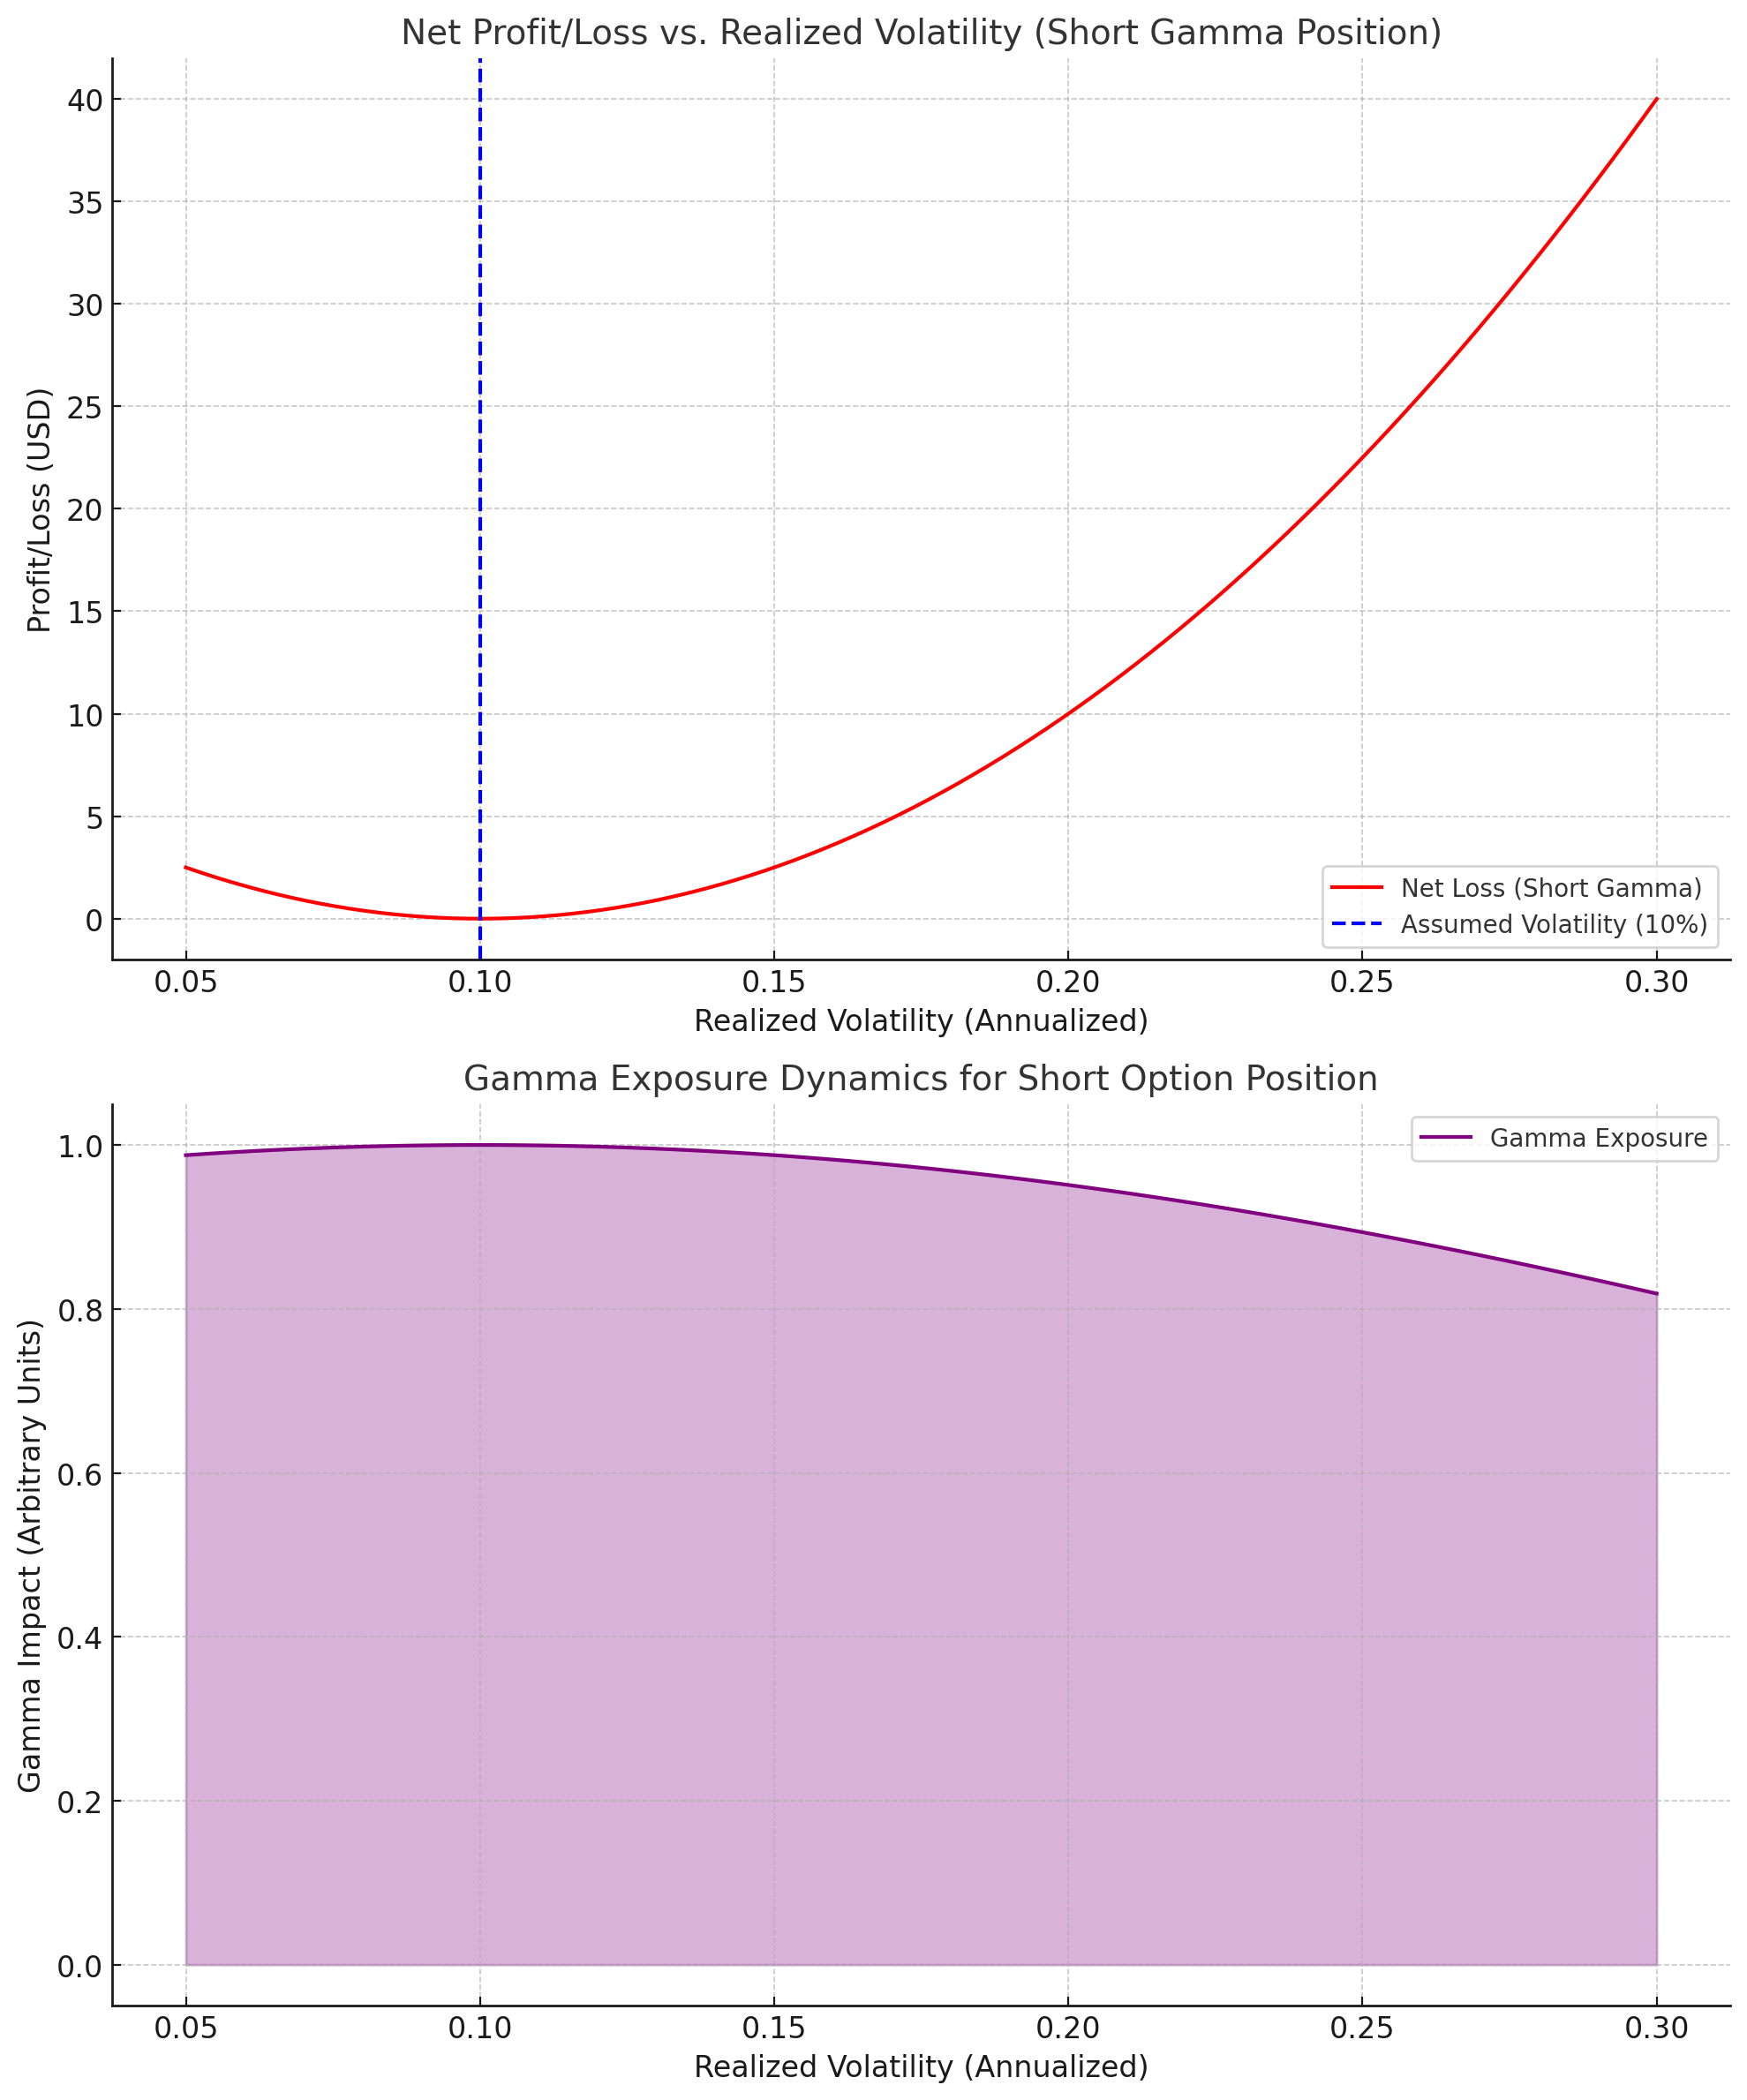 Net Profit/Loss vs. Realized Volatility (Short Gamma Position)
40
35
30
25
20
15
10
5
0
Profit/Loss (USD)
Net Loss (Short Gamma)
Assumed Volatility (10%)
0.05 0.10 0.15 0.20 0.25 0.30
Realized Volatility (Annualized)
Gamma Exposure Dynamics for Short Option Position
1.0
0.8
0.6
0.4
0.2
0.0
Gamma Impact (Arbitrary Units)
Gamma Exposure
0.05 0.10 0.15 0.20 0.25 0.30
Realized Volatility (Annualized)